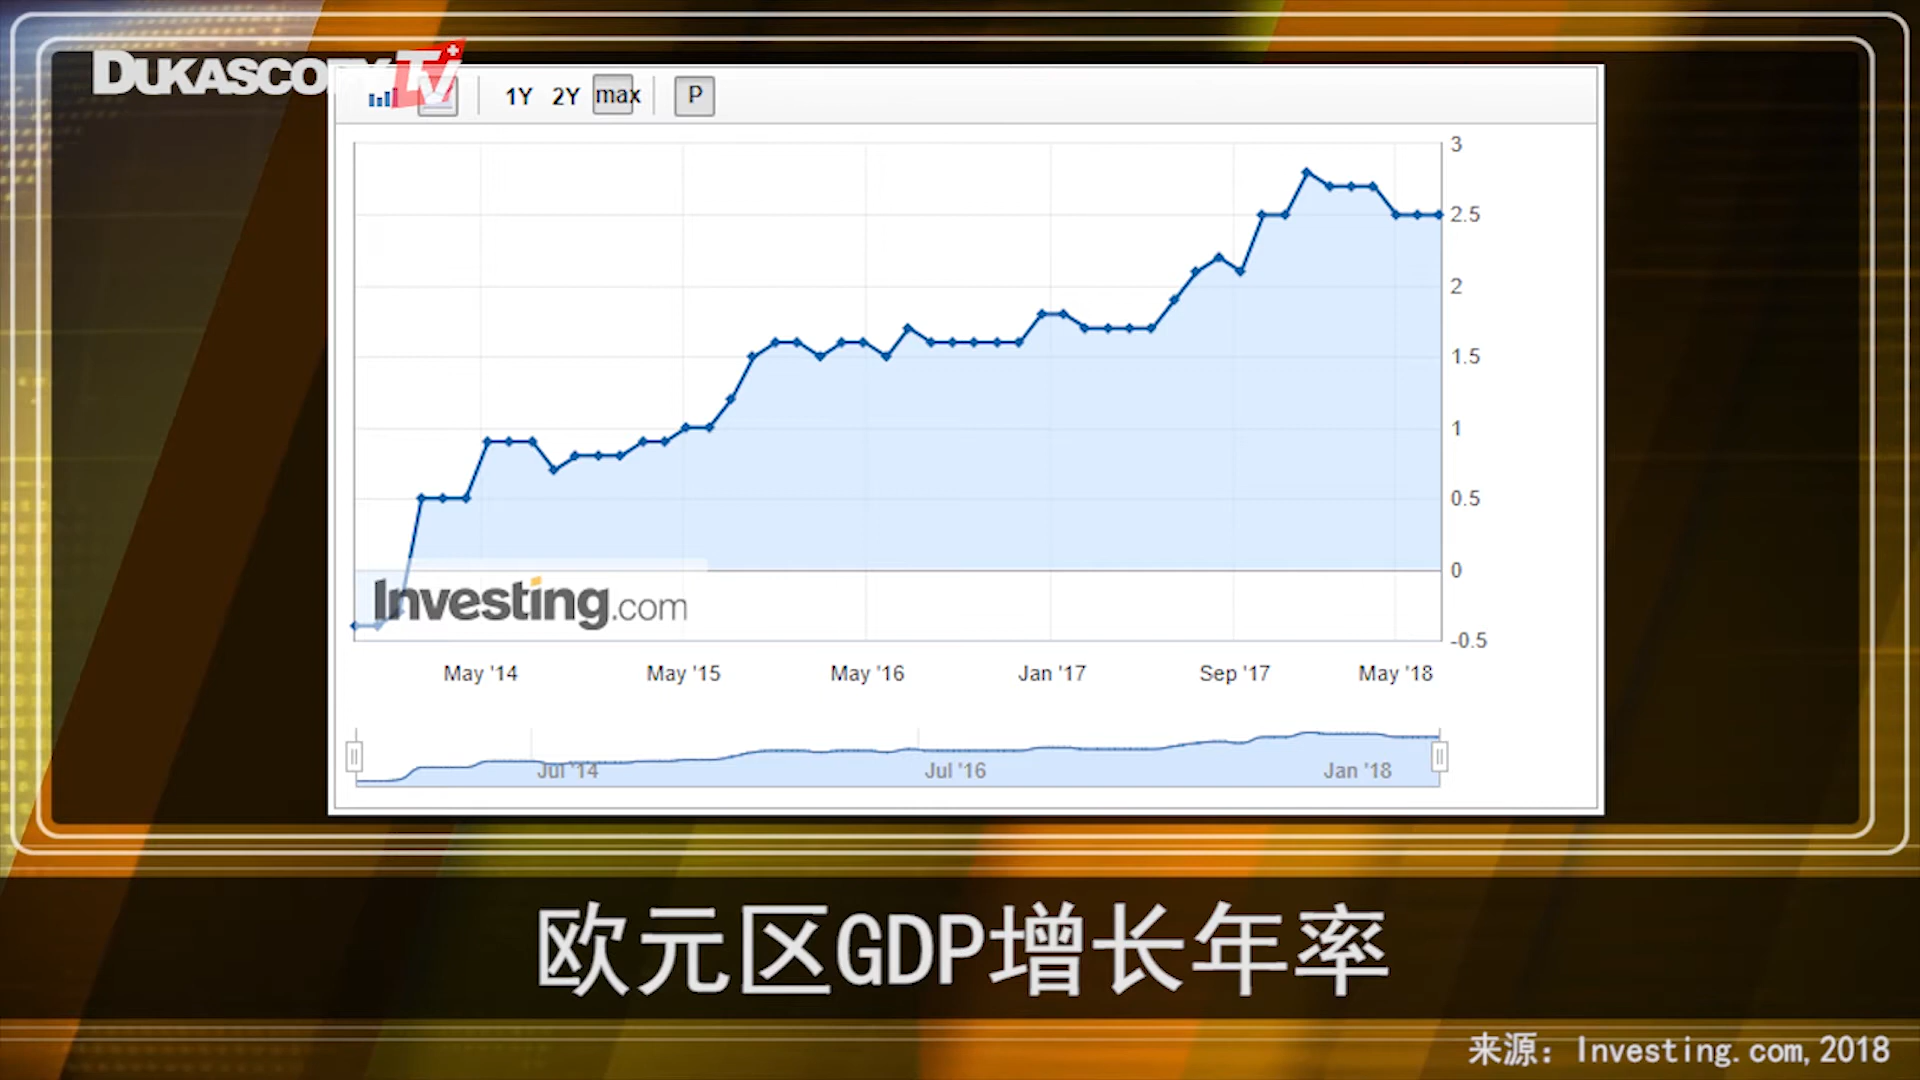 DUKASCOPY TV
1Y 2Y max P
3
2.5
2
1.5
1
0.5
0
-0.5
Investing.com
May '14 May '15 May '16 Jan '17 Sep '17 May '18
Jul '14 Jul '16 Jan '18
欧元区GDP增长年率
来源：Investing.com,2018